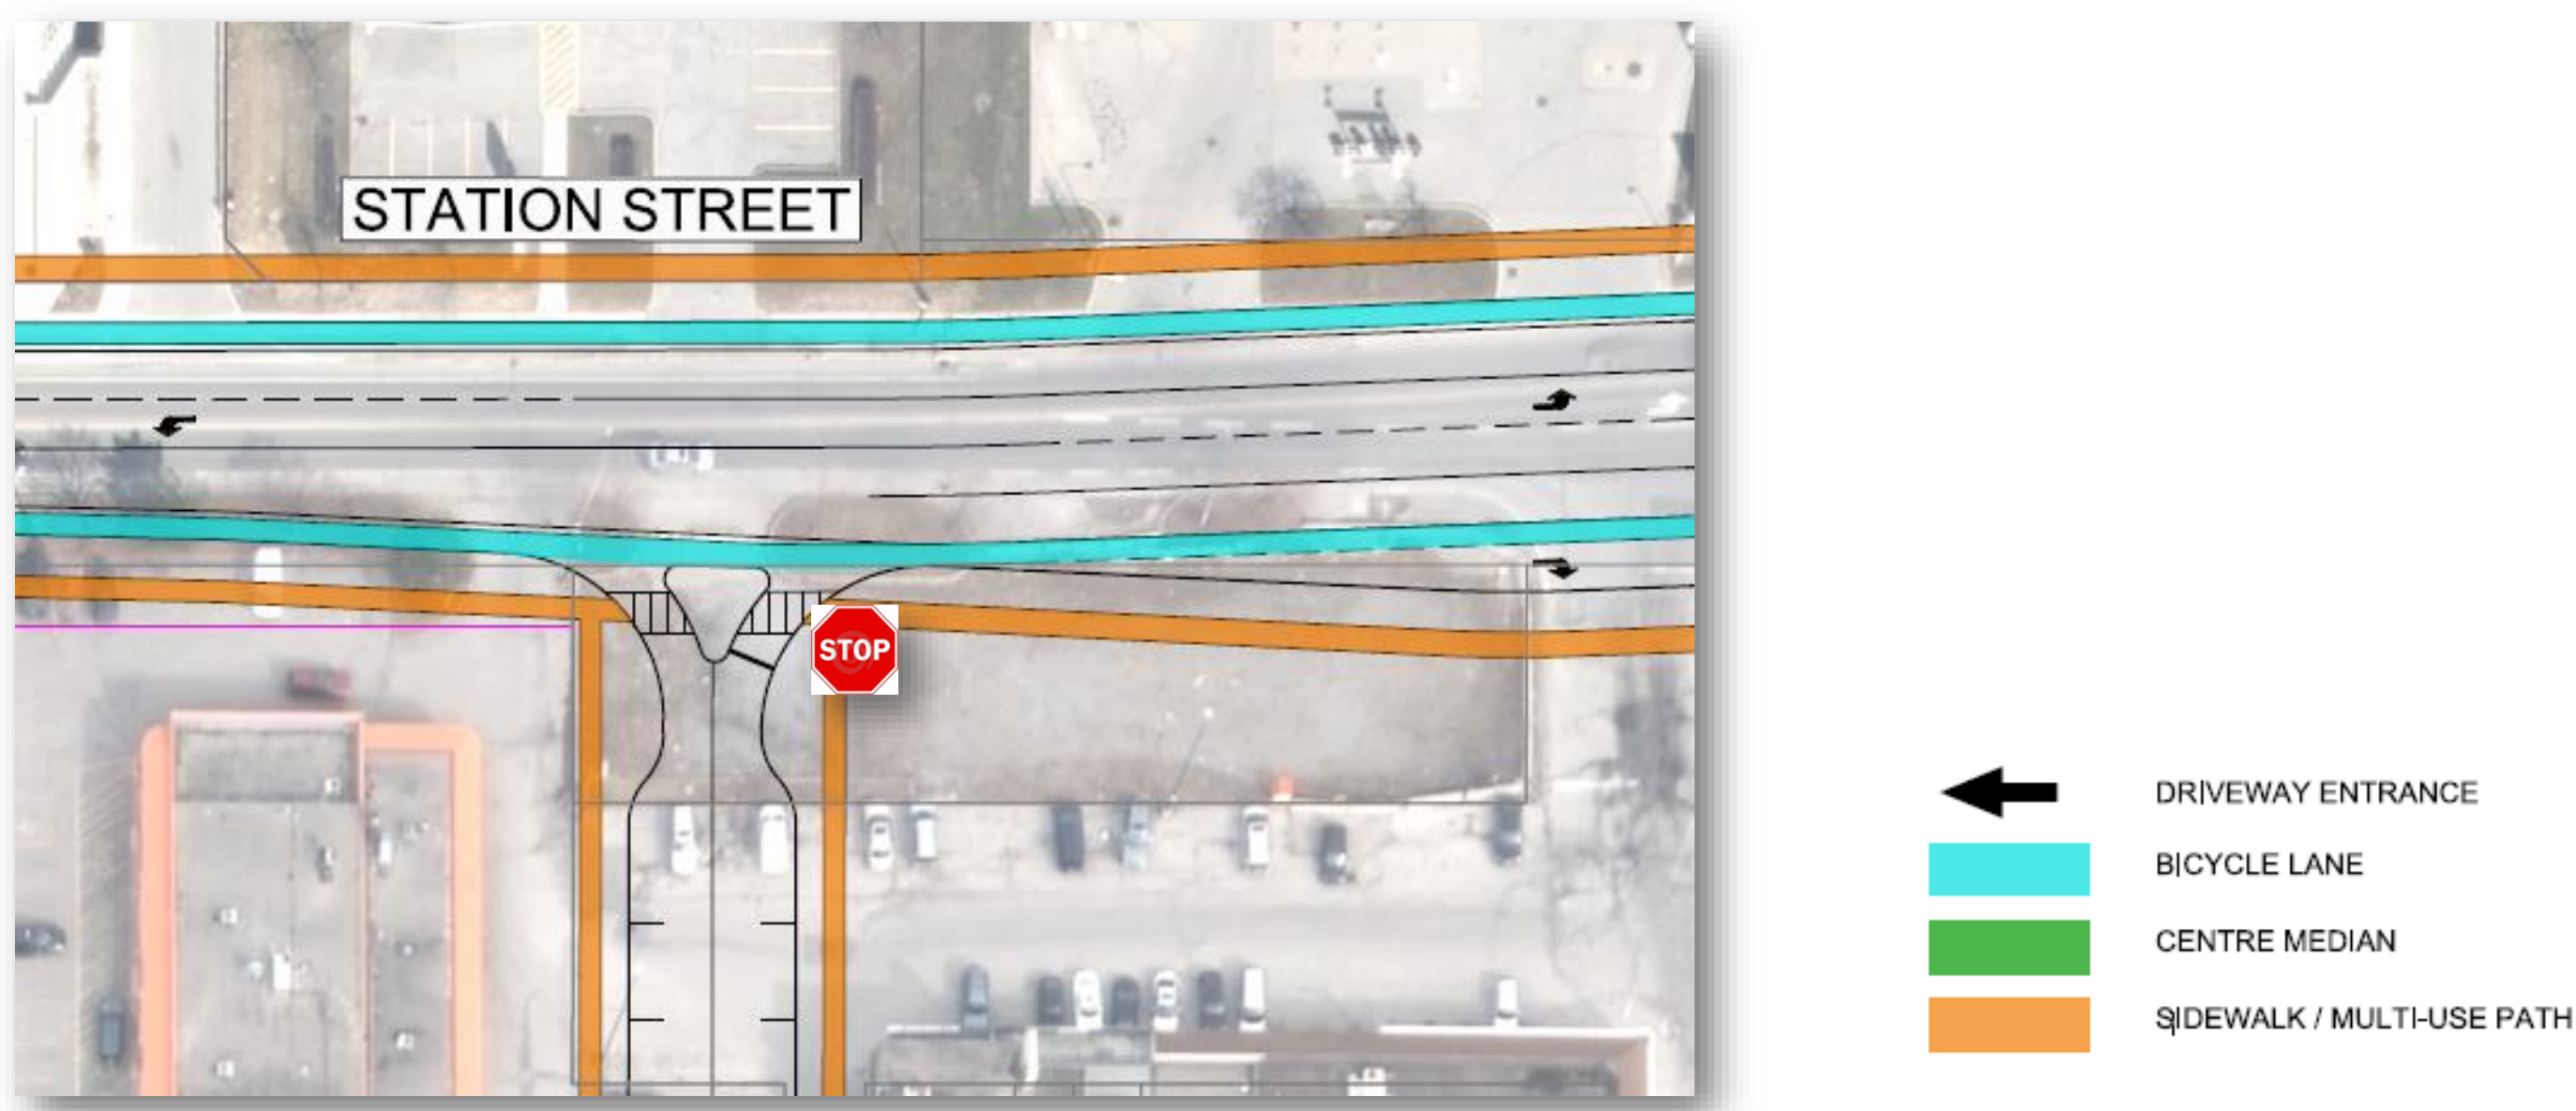 STATION STREET
STOP
DRIVEWAY ENTRANCE
BICYCLE LANE
CENTRE MEDIAN
SIDEWALK / MULTI-USE PATH